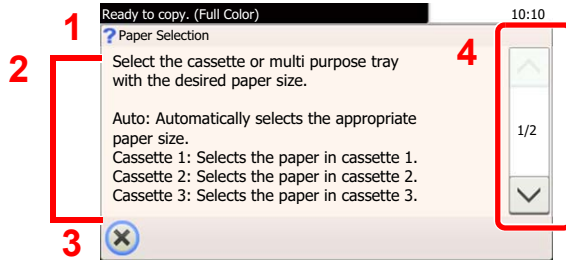 Ready to copy. (Full Color) 10:10
1
? Paper Selection
2
4
Select the cassette or multi purpose tray
with the desired paper size.
Auto: Automatically selects the appropriate
paper size.
1/2
Cassette 1: Selects the paper in cassette 1.
Cassette 2: Selects the paper in cassette 2.
Cassette 3: Selects the paper in cassette 3.
3